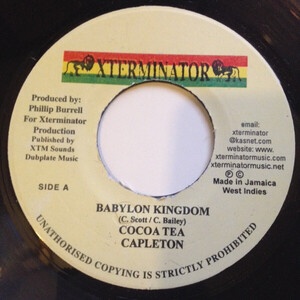 XTERMINATOR
Produced by:
Phillip Burrell
For Xterminator
Production
Published by
XTM Sounds
Dubplate Music
email:
xterminator
@kasnet.com
xterminatormusic.com
xterminatormusic.net
℗ ©
Made in Jamaica
West Indies
SIDE A
BABYLON KINGDOM
(C. Scott / C. Bailey)
COCOA TEA
CAPLETON
UNAUTHORISED COPYING IS STRICTLY PROHIBITED